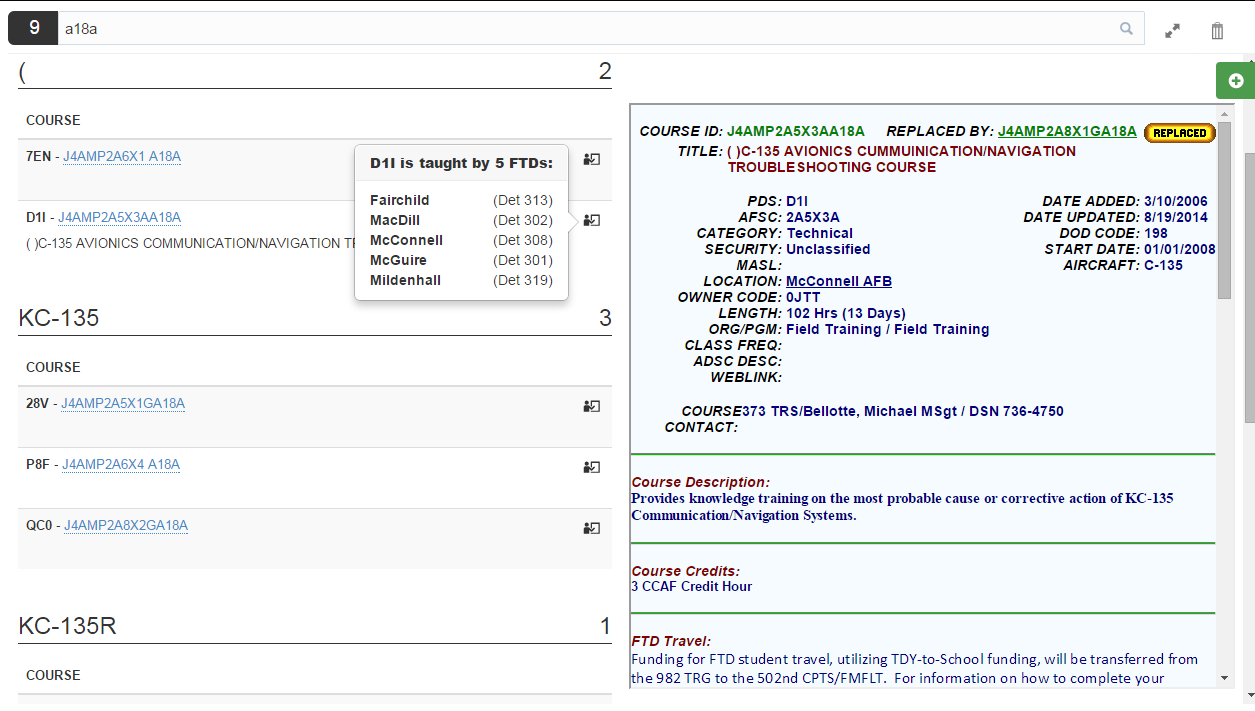 9 a18a
( 2
COURSE
7EN - J4AMP2A6X1 A18A
D1I - J4AMP2A5X3AA18A
( )C-135 AVIONICS COMMUNICATION/NAVIGATION
D1I is taught by 5 FTDs:
Fairchild (Det 313)
MacDill (Det 302)
McConnell (Det 308)
McGuire (Det 301)
Mildenhall (Det 319)
KC-135 3
COURSE
28V - J4AMP2A5X1GA18A
P8F - J4AMP2A6X4 A18A
QC0 - J4AMP2A8X2GA18A
KC-135R 1
COURSE
COURSE ID: J4AMP2A5X3AA18A REPLACED BY: J4AMP2A8X1GA18A REPLACED
TITLE: ( )C-135 AVIONICS CUMMUINICATION/NAVIGATION
TROUBLESHOOTING COURSE
PDS: D1I DATE ADDED: 3/10/2006
AFSC: 2A5X3A DATE UPDATED: 8/19/2014
CATEGORY: Technical DOD CODE: 198
SECURITY: Unclassified START DATE: 01/01/2008
MASL: AIRCRAFT: C-135
LOCATION: McConnell AFB
OWNER CODE: 0JTT
LENGTH: 102 Hrs (13 Days)
ORG/PGM: Field Training / Field Training
CLASS FREQ:
ADSC DESC:
WEBLINK:
COURSE 373 TRS/Bellotte, Michael MSgt / DSN 736-4750
CONTACT:
Course Description:
Provides knowledge training on the most probable cause or corrective action of KC-135
Communication/Navigation Systems.
Course Credits:
3 CCAF Credit Hour
FTD Travel:
Funding for FTD student travel, utilizing TDY-to-School funding, will be transferred from
the 982 TRG to the 502nd CPTS/FMFLT. For information on how to complete your